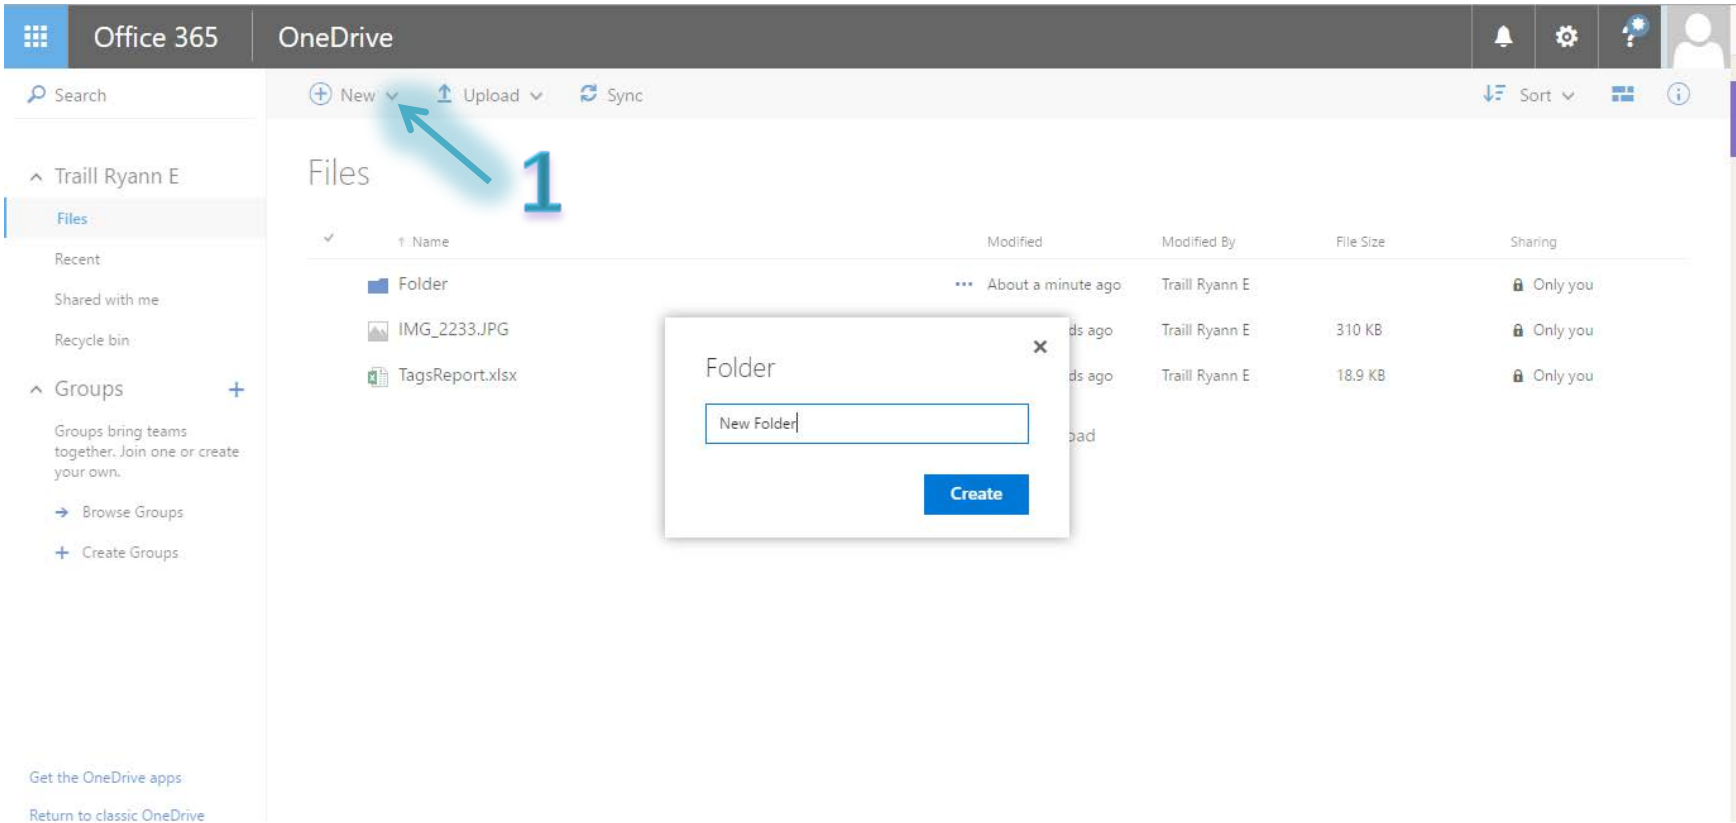 Office 365 OneDrive
Search New Upload Sync Sort
Traill Ryann E
Files
Recent
Shared with me
Recycle bin
Groups
Groups bring teams
together. Join one or create
your own.
Browse Groups
Create Groups
Get the OneDrive apps
Return to classic OneDrive
1
Files
Name Modified Modified By File Size Sharing
Folder About a minute ago Traill Ryann E Only you
IMG_2233.JPG ds ago Traill Ryann E 310 KB Only you
TagsReport.xlsx ds ago Traill Ryann E 18.9 KB Only you
Folder
New Folder
Create